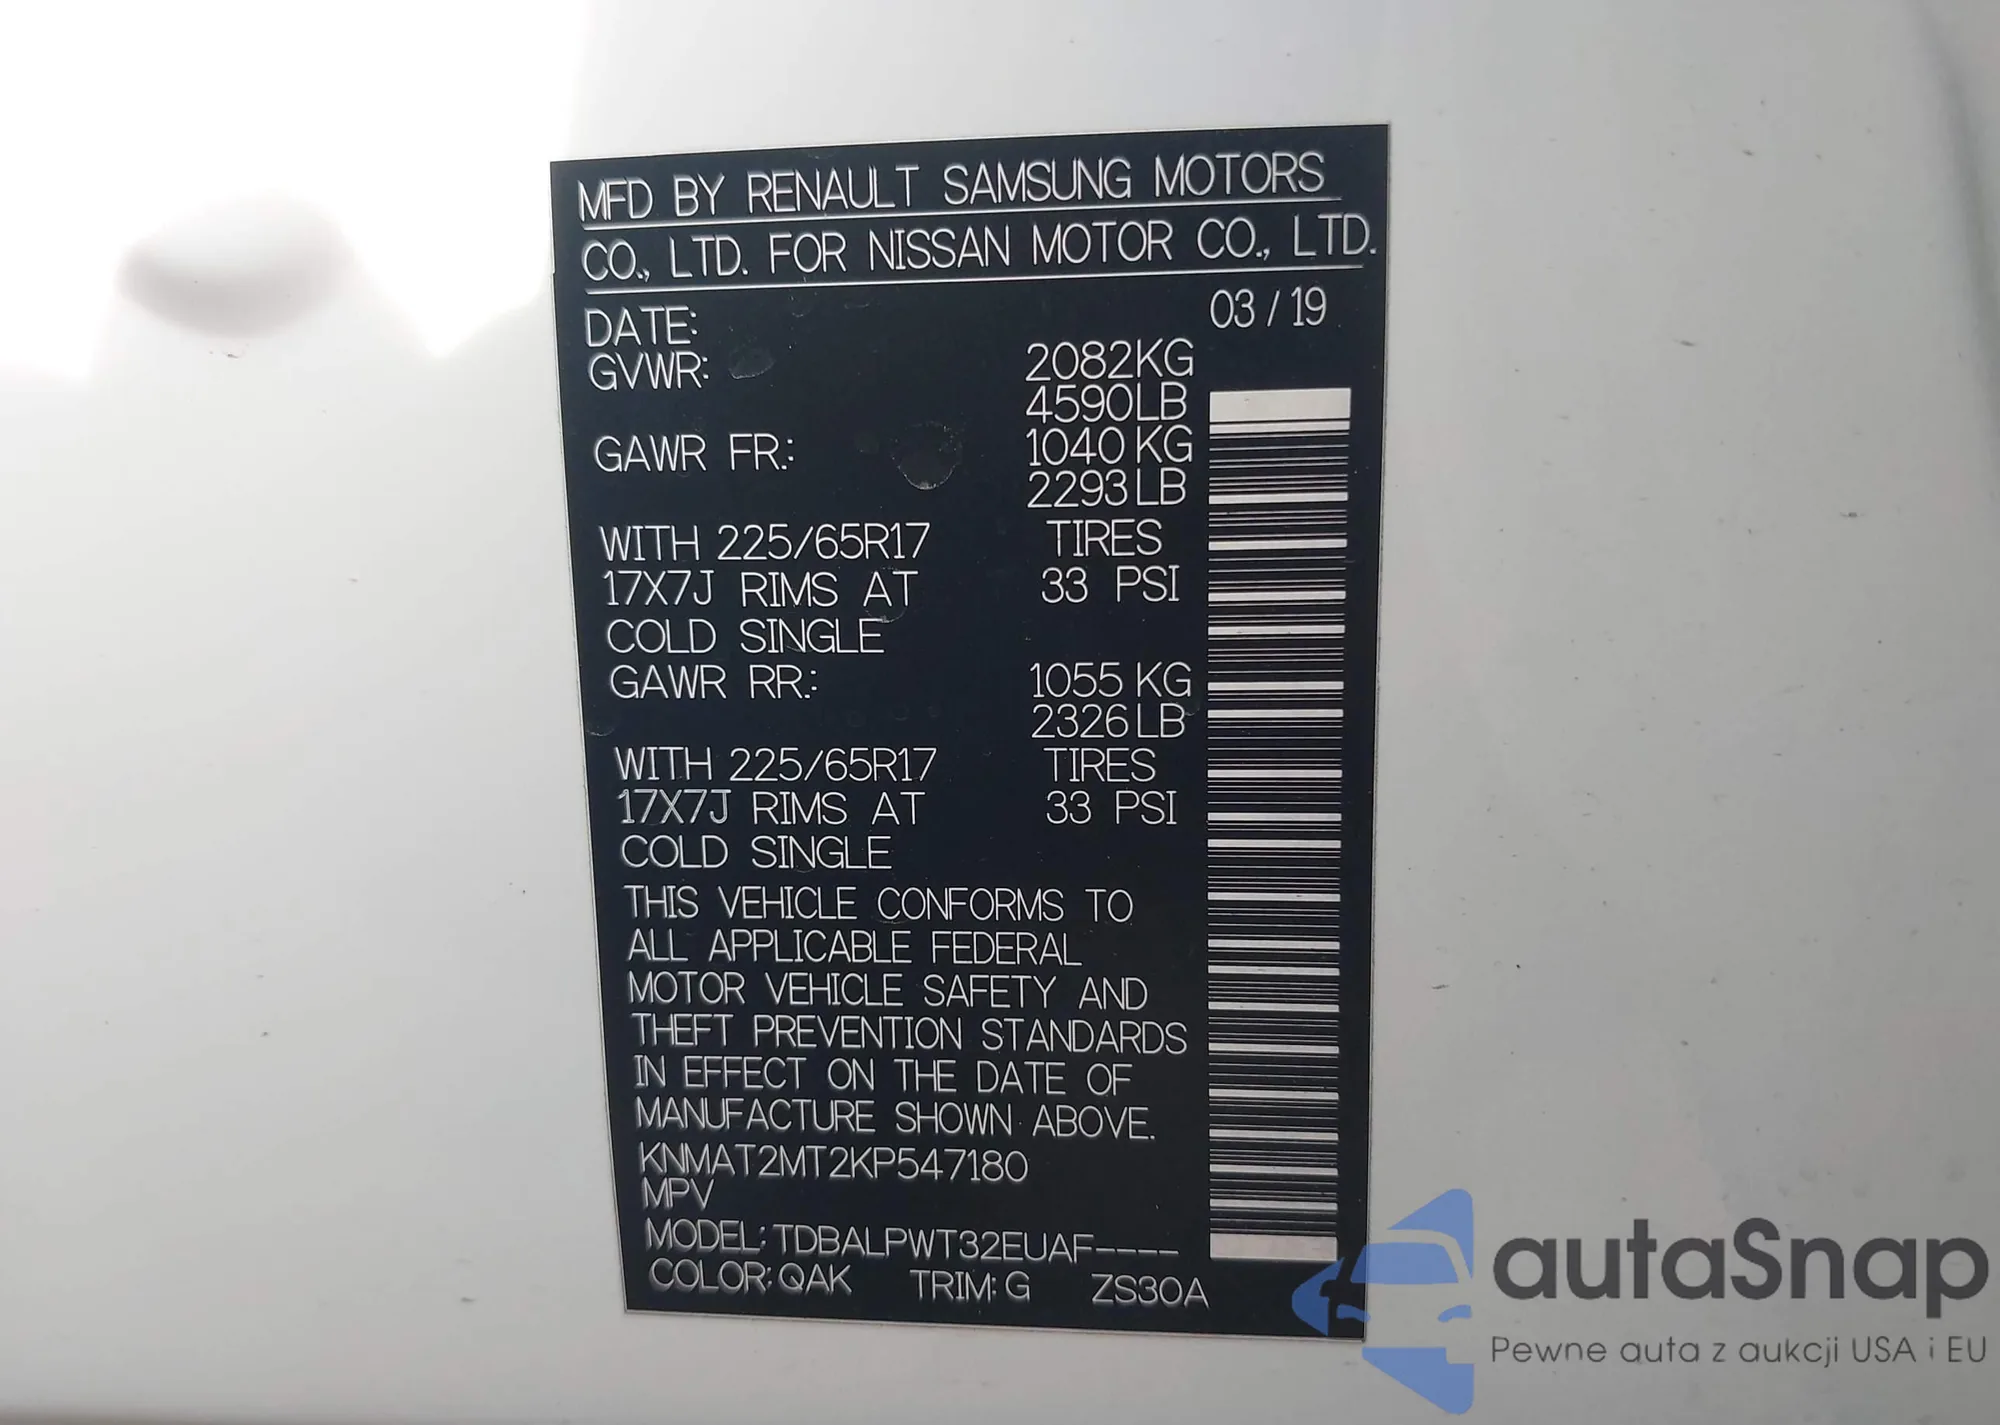 MFD BY RENAULT SAMSUNG MOTORS
CO., LTD. FOR NISSAN MOTOR CO., LTD.
DATE: 03 / 19
GVWR: 2082KG
4590LB
GAWR FR.: 1040 KG
2293LB
WITH 225/65R17 TIRES
17X7J RIMS AT 33 PSI
COLD SINGLE
GAWR RR.: 1055 KG
2326LB
WITH 225/65R17 TIRES
17X7J RIMS AT 33 PSI
COLD SINGLE
THIS VEHICLE CONFORMS TO
ALL APPLICABLE FEDERAL
MOTOR VEHICLE SAFETY AND
THEFT PREVENTION STANDARDS
IN EFFECT ON THE DATE OF
MANUFACTURE SHOWN ABOVE.
KNMAT2MT2KP547180
MPV
MODEL: TDBALPWT32EUAF----
COLOR: QAK TRIM: G ZS30A
autaSnap
Pewne auta z aukcji USA i EU